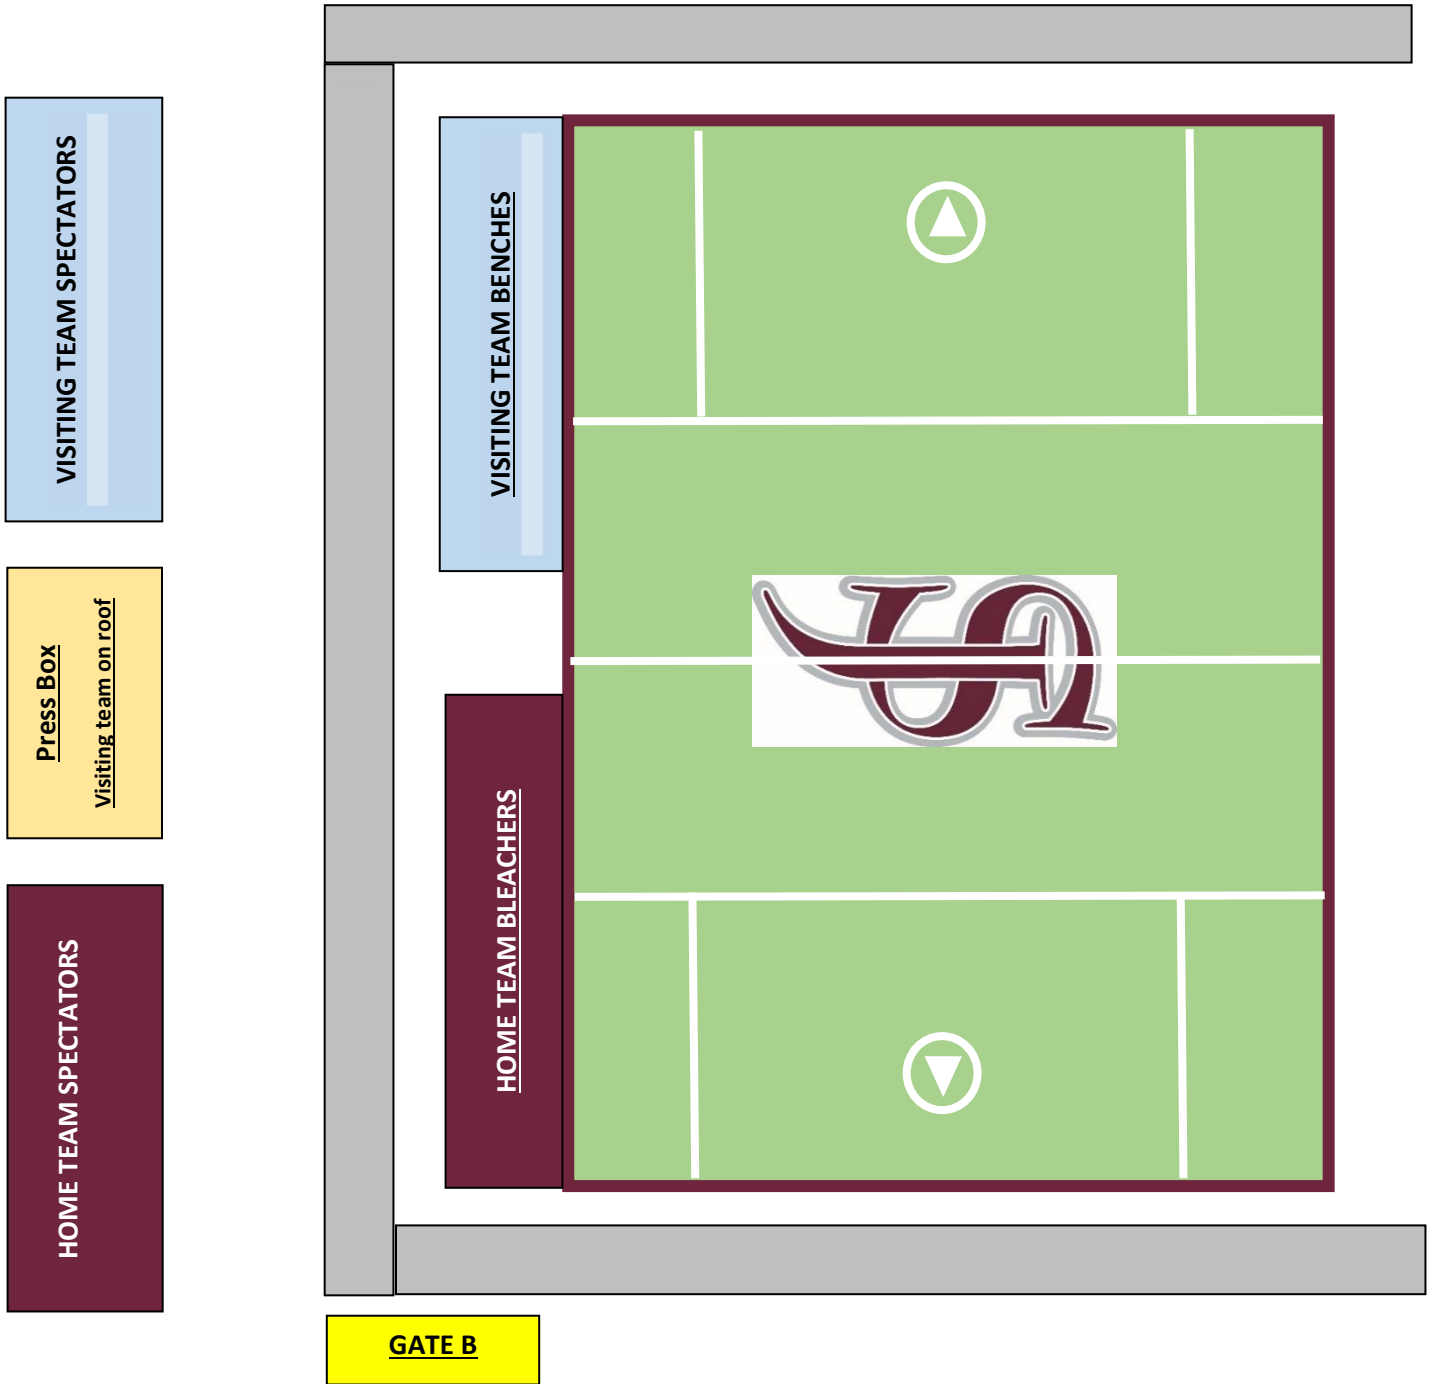 VISITING TEAM SPECTATORS
VISITING TEAM BENCHES
Press Box
Visiting team on roof
HOME TEAM BLEACHERS
HOME TEAM SPECTATORS
GATE B